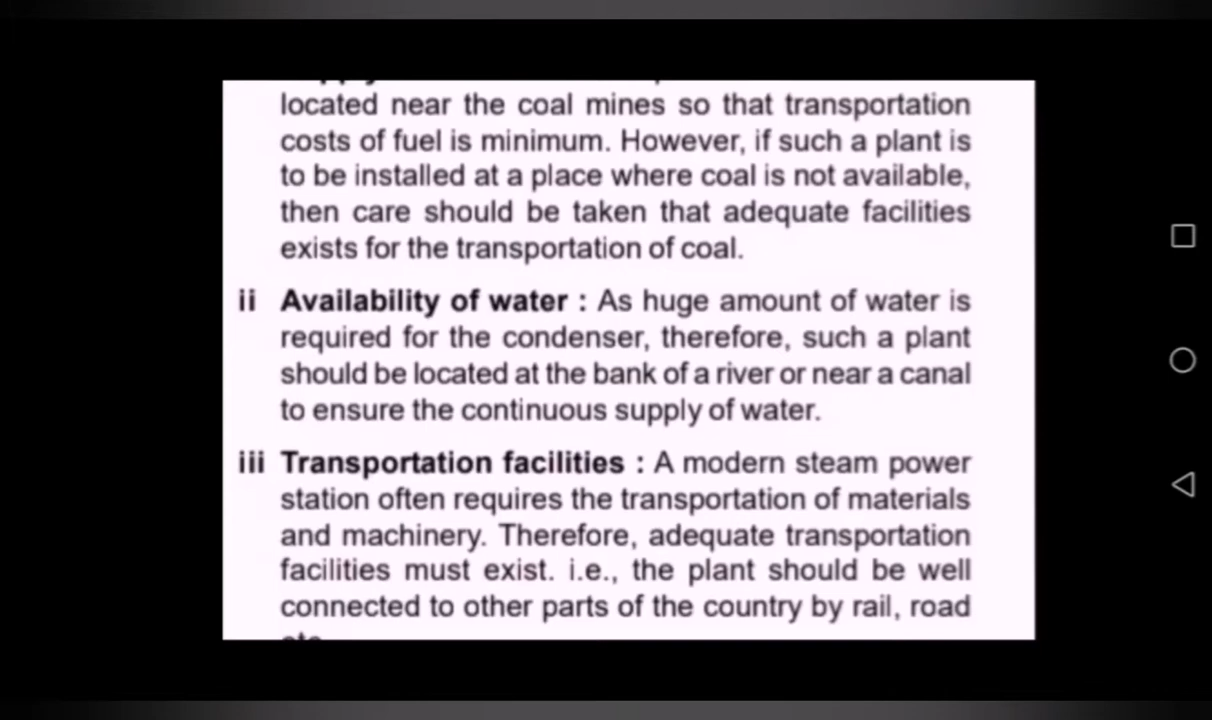 located near the coal mines so that transportation
costs of fuel is minimum. However, if such a plant is
to be installed at a place where coal is not available,
then care should be taken that adequate facilities
exists for the transportation of coal.
ii Availability of water : As huge amount of water is
required for the condenser, therefore, such a plant
should be located at the bank of a river or near a canal
to ensure the continuous supply of water.
iii Transportation facilities : A modern steam power
station often requires the transportation of materials
and machinery. Therefore, adequate transportation
facilities must exist. i.e., the plant should be well
connected to other parts of the country by rail, road